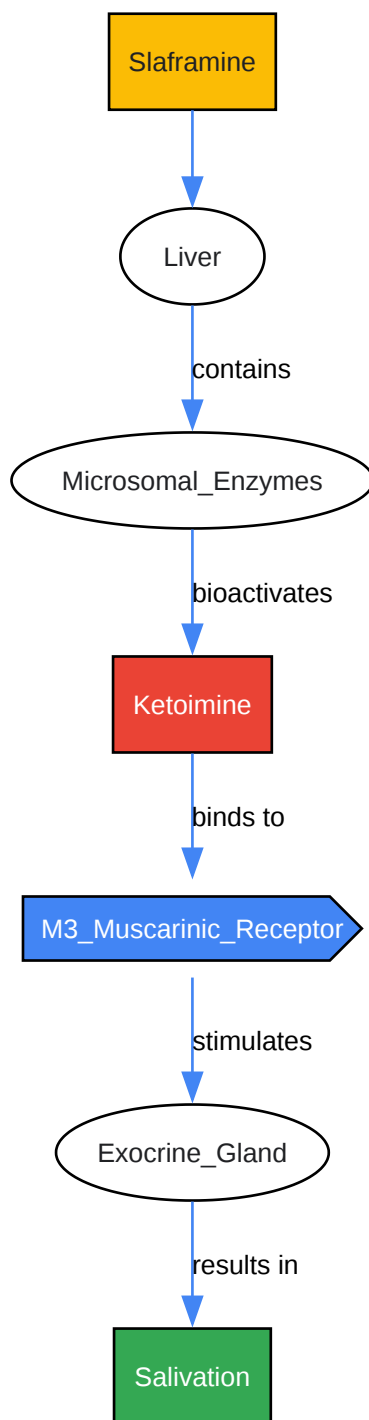 Slaframine
Liver
contains
Microsomal_Enzymes
bioactivates
Ketoimine
binds to
M3_Muscarinic_Receptor
stimulates
Exocrine_Gland
results in
Salivation